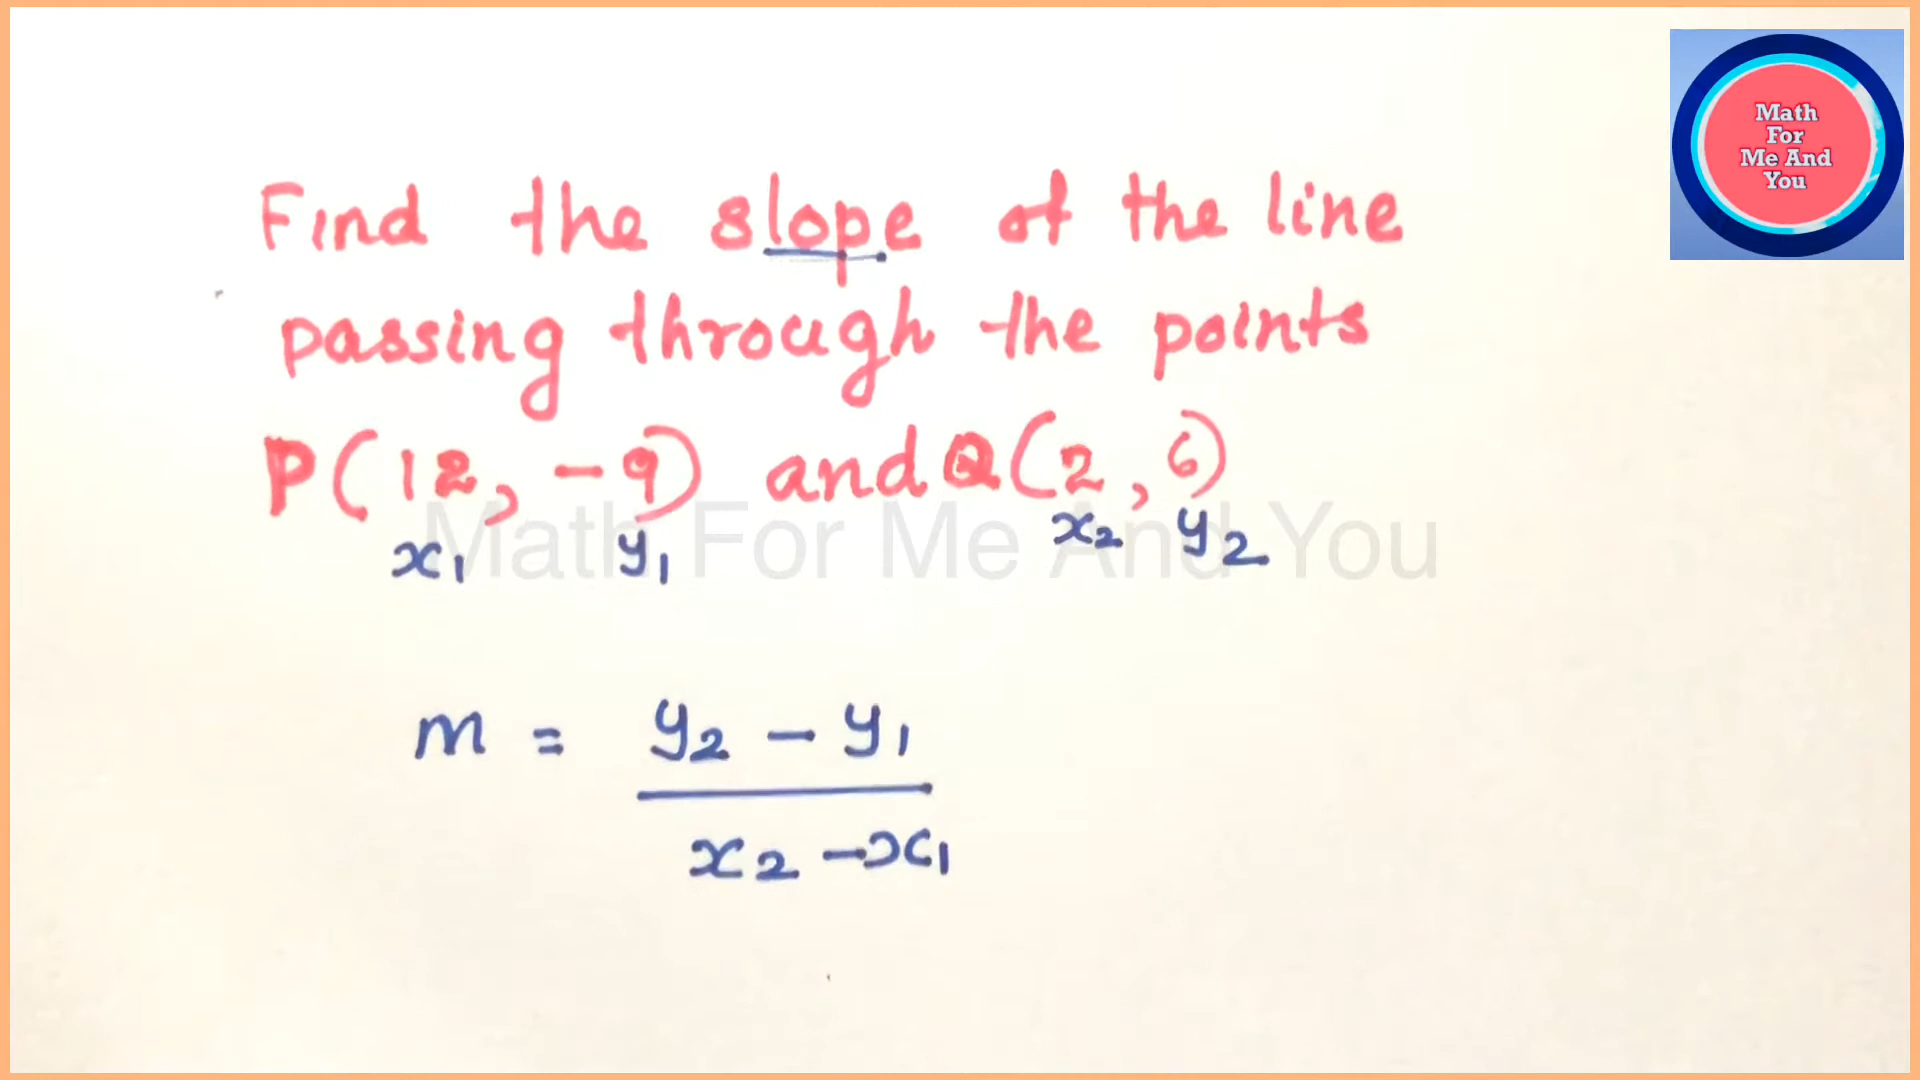 Math
For
Me And
You
Find the slope of the line
passing through the points
P(12, -9) and Q(2, 6)
x₁ y₁ x₂ y₂
Math For Me And You
m = y₂ - y₁
x₂ - x₁